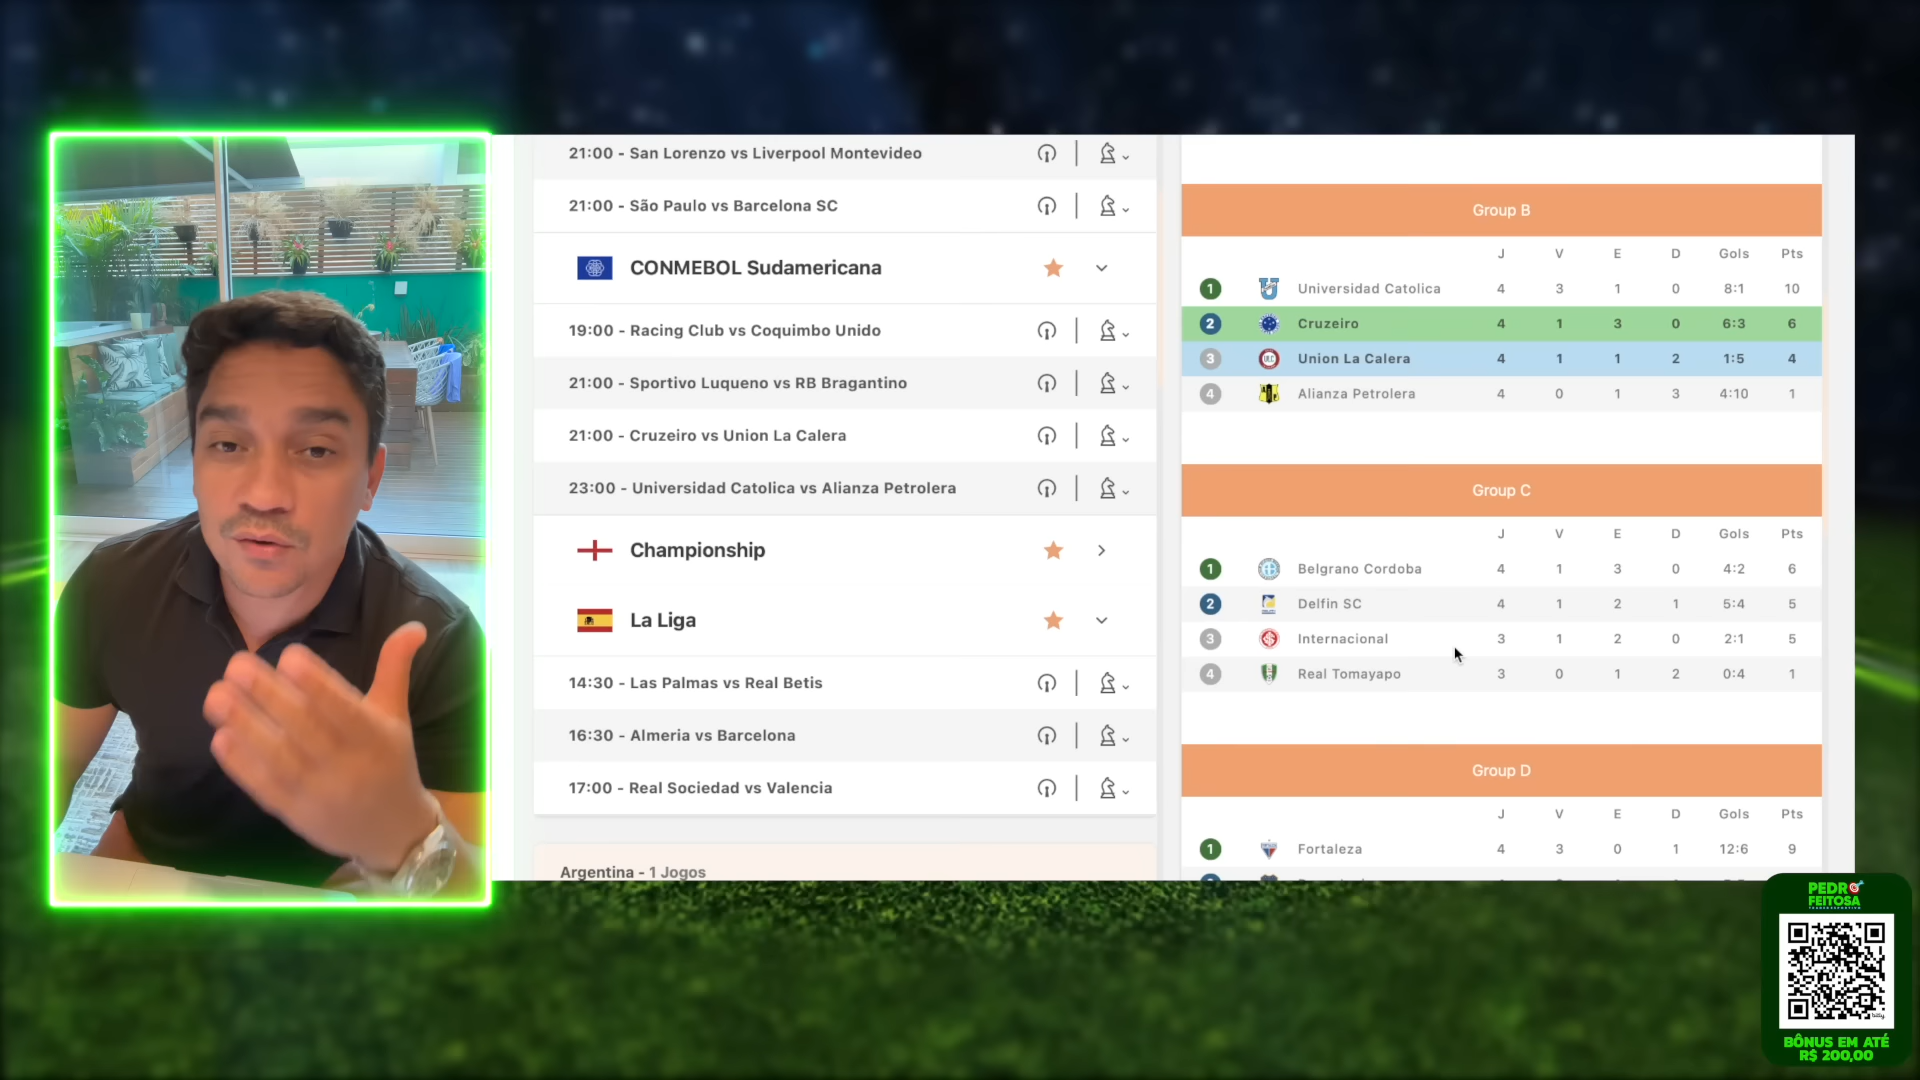 21:00 - San Lorenzo vs Liverpool Montevideo
21:00 - São Paulo vs Barcelona SC
CONMEBOL Sudamericana
19:00 - Racing Club vs Coquimbo Unido
21:00 - Sportivo Luqueno vs RB Bragantino
21:00 - Cruzeiro vs Union La Calera
23:00 - Universidad Catolica vs Alianza Petrolera
Championship
La Liga
14:30 - Las Palmas vs Real Betis
16:30 - Almeria vs Barcelona
17:00 - Real Sociedad vs Valencia
Argentina - 1 Jogos
Group B
J V E D Gols Pts
1 Universidad Catolica 4 3 1 0 8:1 10
2 Cruzeiro 4 1 3 0 6:3 6
3 Union La Calera 4 1 1 2 1:5 4
4 Alianza Petrolera 4 0 1 3 4:10 1
Group C
J V E D Gols Pts
1 Belgrano Cordoba 4 1 3 0 4:2 6
2 Delfin SC 4 1 2 1 5:4 5
3 Internacional 3 1 2 0 2:1 5
4 Real Tomayapo 3 0 1 2 0:4 1
Group D
J V E D Gols Pts
1 Fortaleza 4 3 0 1 12:6 9
PEDRO
FEITOSA
BÔNUS EM ATÉ
R$ 200,00